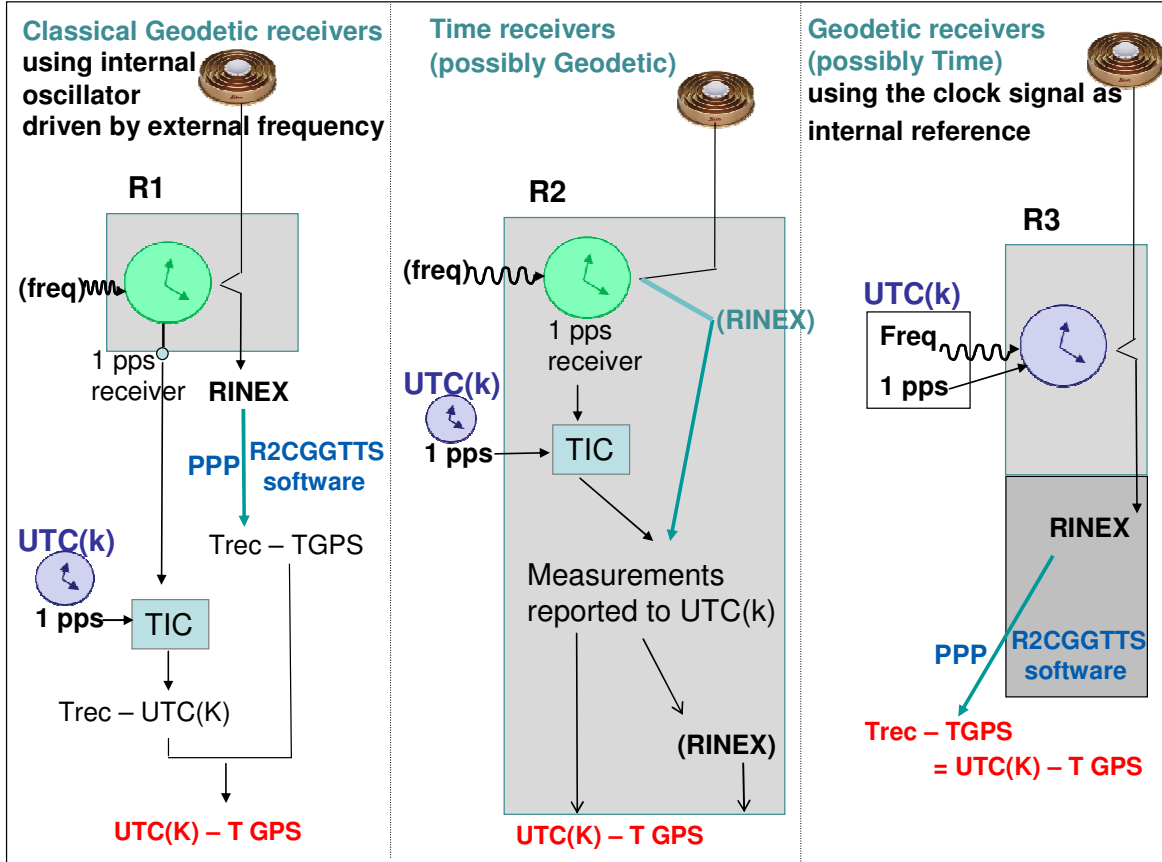 Classical Geodetic receivers
using internal
oscillator
driven by external frequency
R1
(freq)
1 pps
receiver
RINEX
PPP
R2CGGTTS
software
UTC(k)
1 pps
Trec – TGPS
TIC
Trec – UTC(K)
UTC(K) – T GPS
Time receivers
(possibly Geodetic)
R2
(freq)
(RINEX)
1 pps
receiver
UTC(k)
1 pps
TIC
Measurements
reported to UTC(k)
(RINEX)
UTC(K) – T GPS
Geodetic receivers
(possibly Time)
using the clock signal as
internal reference
R3
UTC(k)
Freq
1 pps
RINEX
PPP
R2CGGTTS
software
Trec – TGPS
= UTC(K) – T GPS